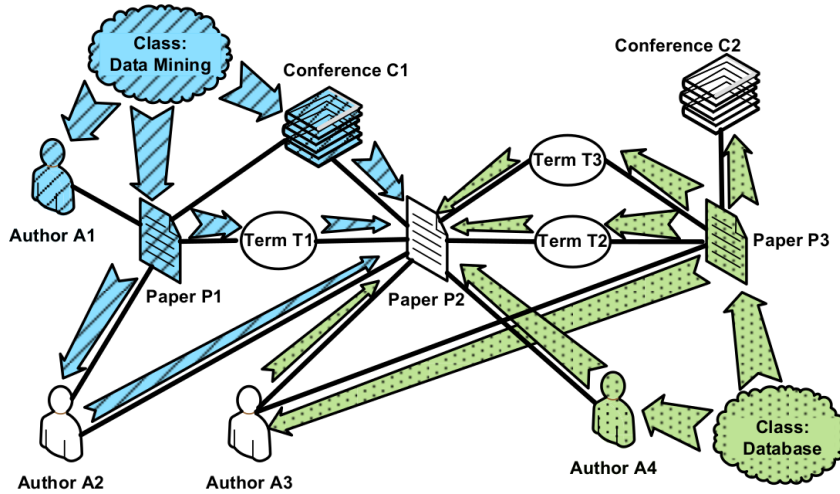 Class:
Data Mining
Conference C1
Conference C2
Term T3
Author A1
Term T1
Term T2
Paper P3
Paper P1
Paper P2
Class:
Database
Author A2
Author A3
Author A4